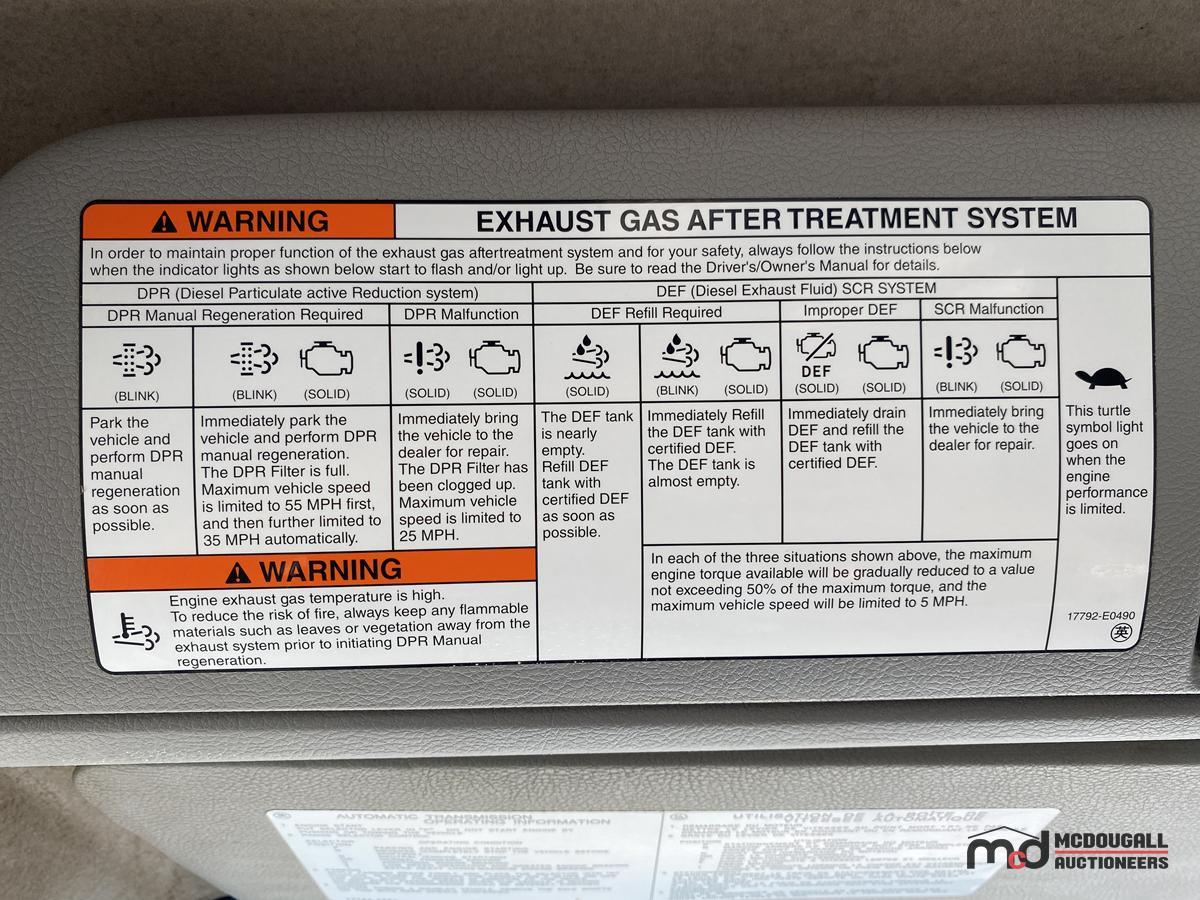 WARNING
EXHAUST GAS AFTER TREATMENT SYSTEM
In order to maintain proper function of the exhaust gas aftertreatment system and for your safety, always follow the instructions below
when the indicator lights as shown below start to flash and/or light up. Be sure to read the Driver's/Owner's Manual for details.
DPR (Diesel Particulate active Reduction system)
DEF (Diesel Exhaust Fluid) SCR SYSTEM
DPR Manual Regeneration Required
DPR Malfunction
DEF Refill Required
Improper DEF
SCR Malfunction
DEF
(BLINK)
(BLINK) (SOLID)
(SOLID) (SOLID)
(SOLID)
(BLINK) (SOLID)
(SOLID) (SOLID)
(BLINK) (SOLID)
Park the
vehicle and
perform DPR
manual
regeneration
as soon as
possible.
Immediately park the
vehicle and perform DPR
manual regeneration.
The DPR Filter is full.
Maximum vehicle speed
is limited to 55 MPH first,
and then further limited to
35 MPH automatically.
Immediately bring
the vehicle to the
dealer for repair.
The DPR Filter has
been clogged up.
Maximum vehicle
speed is limited to
25 MPH.
The DEF tank
is nearly
empty.
Refill DEF
tank with
certified DEF
as soon as
possible.
Immediately Refill
the DEF tank with
certified DEF.
The DEF tank is
almost empty.
Immediately drain
DEF and refill the
DEF tank with
certified DEF.
Immediately bring
the vehicle to the
dealer for repair.
This turtle
symbol light
goes on
when the
engine
performance
is limited.
In each of the three situations shown above, the maximum
engine torque available will be gradually reduced to a value
not exceeding 50% of the maximum torque, and the
maximum vehicle speed will be limited to 5 MPH.
WARNING
Engine exhaust gas temperature is high.
To reduce the risk of fire, always keep any flammable
materials such as leaves or vegetation away from the
exhaust system prior to initiating DPR Manual
regeneration.
17792-E0490
英
AUTOMATIC TRANSMISSION
OPERATING INFORMATION
mcd MCDOUGALL
AUCTIONEERS